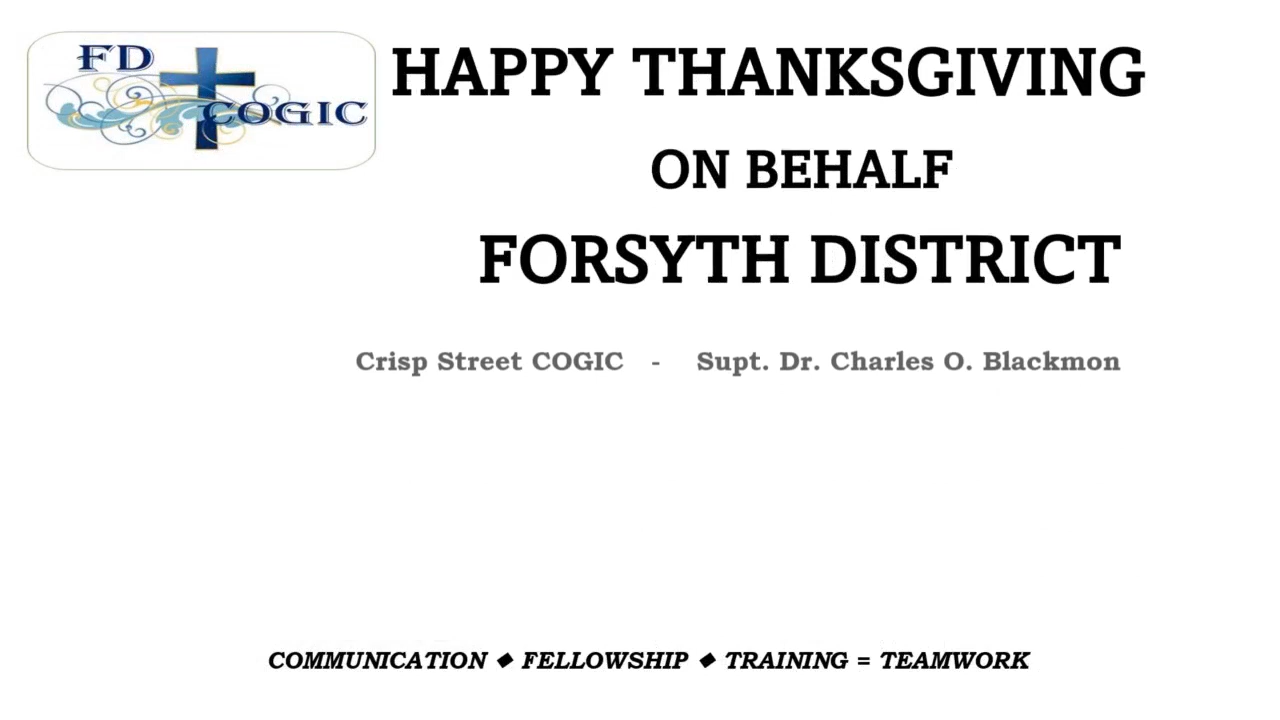 FD
COGIC
HAPPY THANKSGIVING
ON BEHALF
FORSYTH DISTRICT
Crisp Street COGIC - Supt. Dr. Charles O. Blackmon
COMMUNICATION ◆ FELLOWSHIP ◆ TRAINING = TEAMWORK